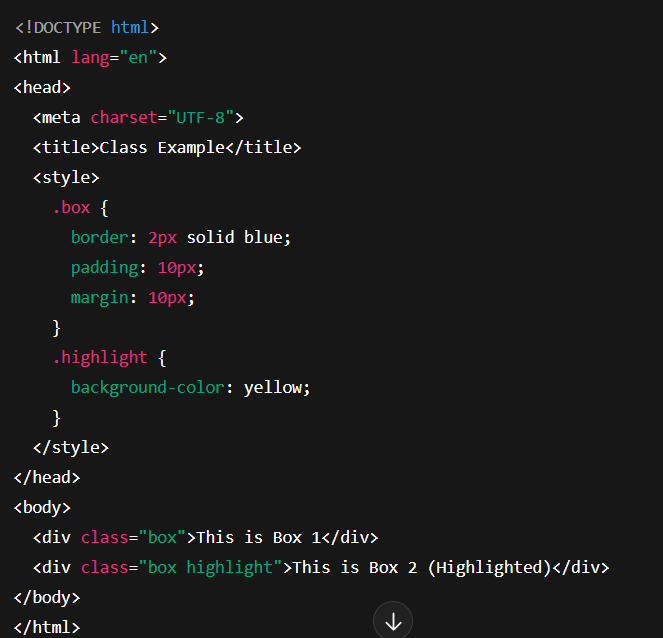 <!DOCTYPE html>
<html lang="en">
<head>
  <meta charset="UTF-8">
  <title>Class Example</title>
  <style>
    .box {
      border: 2px solid blue;
      padding: 10px;
      margin: 10px;
    }
    .highlight {
      background-color: yellow;
    }
  </style>
</head>
<body>
  <div class="box">This is Box 1</div>
  <div class="box highlight">This is Box 2 (Highlighted)</div>
</body>
</html>